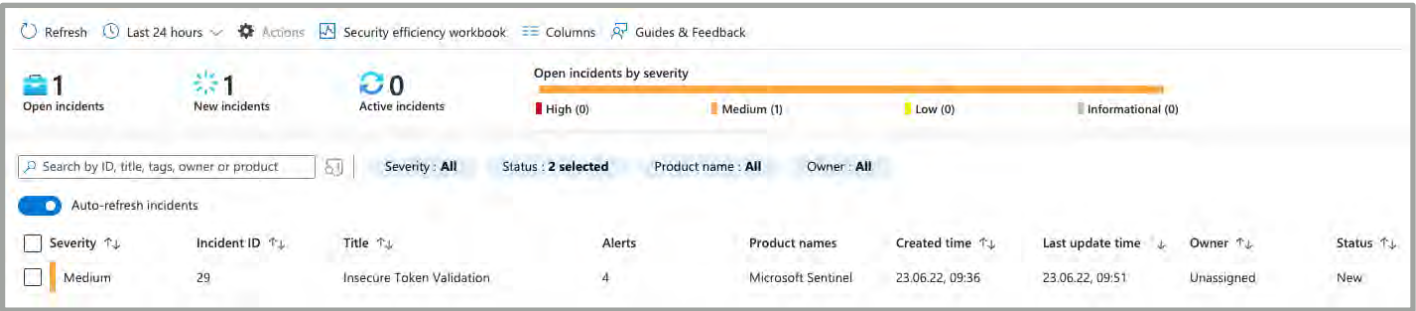 Refresh Last 24 hours Actions Security efficiency workbook Columns Guides & Feedback
1 1 0 Open incidents by severity
Open incidents New incidents Active incidents High (0) Medium (1) Low (0) Informational (0)
Search by ID, title, tags, owner or product Severity : All Status : 2 selected Product name : All Owner : All
Auto-refresh incidents
Severity Incident ID Title Alerts Product names Created time Last update time Owner Status
Medium 29 Insecure Token Validation 4 Microsoft Sentinel 23.06.22, 09:36 23.06.22, 09:51 Unassigned New